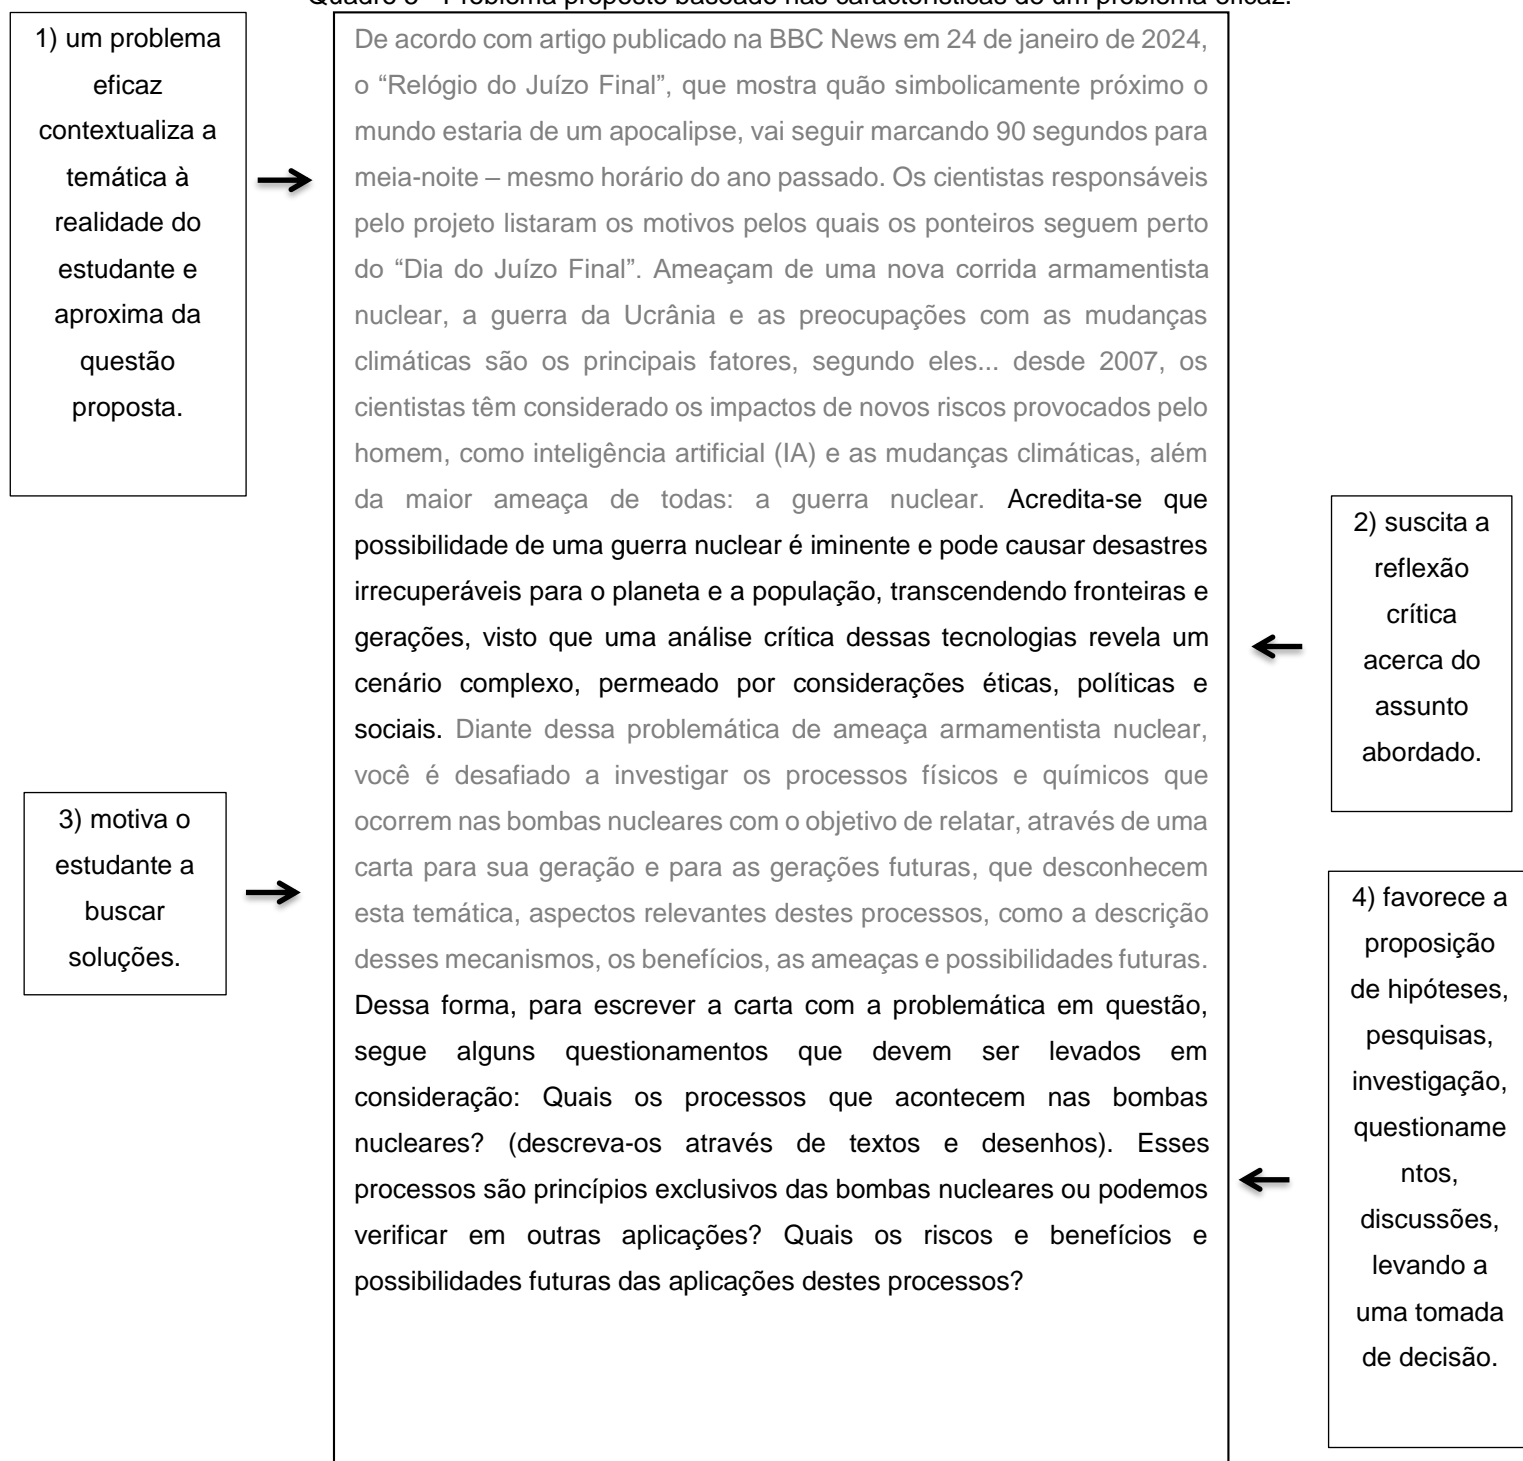 Quadro 3 - Problema proposto baseado nas características de um problema eficaz.
1) um problema
eficaz
contextualiza a
temática à
realidade do
estudante e
aproxima da
questão
proposta.
De acordo com artigo publicado na BBC News em 24 de janeiro de 2024,
o “Relógio do Juízo Final”, que mostra quão simbolicamente próximo o
mundo estaria de um apocalipse, vai seguir marcando 90 segundos para
meia-noite – mesmo horário do ano passado. Os cientistas responsáveis
pelo projeto listaram os motivos pelos quais os ponteiros seguem perto
do “Dia do Juízo Final”. Ameaçam de uma nova corrida armamentista
nuclear, a guerra da Ucrânia e as preocupações com as mudanças
climáticas são os principais fatores, segundo eles... desde 2007, os
cientistas têm considerado os impactos de novos riscos provocados pelo
homem, como inteligência artificial (IA) e as mudanças climáticas, além
da maior ameaça de todas: a guerra nuclear. Acredita-se que
possibilidade de uma guerra nuclear é iminente e pode causar desastres
irrecuperáveis para o planeta e a população, transcendendo fronteiras e
gerações, visto que uma análise crítica dessas tecnologias revela um
cenário complexo, permeado por considerações éticas, políticas e
sociais. Diante dessa problemática de ameaça armamentista nuclear,
você é desafiado a investigar os processos físicos e químicos que
ocorrem nas bombas nucleares com o objetivo de relatar, através de uma
carta para sua geração e para as gerações futuras, que desconhecem
esta temática, aspectos relevantes destes processos, como a descrição
desses mecanismos, os benefícios, as ameaças e possibilidades futuras.
Dessa forma, para escrever a carta com a problemática em questão,
segue alguns questionamentos que devem ser levados em
consideração: Quais os processos que acontecem nas bombas
nucleares? (descreva-os através de textos e desenhos). Esses
processos são princípios exclusivos das bombas nucleares ou podemos
verificar em outras aplicações? Quais os riscos e benefícios e
possibilidades futuras das aplicações destes processos?
2) suscita a
reflexão
crítica
acerca do
assunto
abordado.
3) motiva o
estudante a
buscar
soluções.
4) favorece a
proposição
de hipóteses,
pesquisas,
investigação,
questioname
ntos,
discussões,
levando a
uma tomada
de decisão.